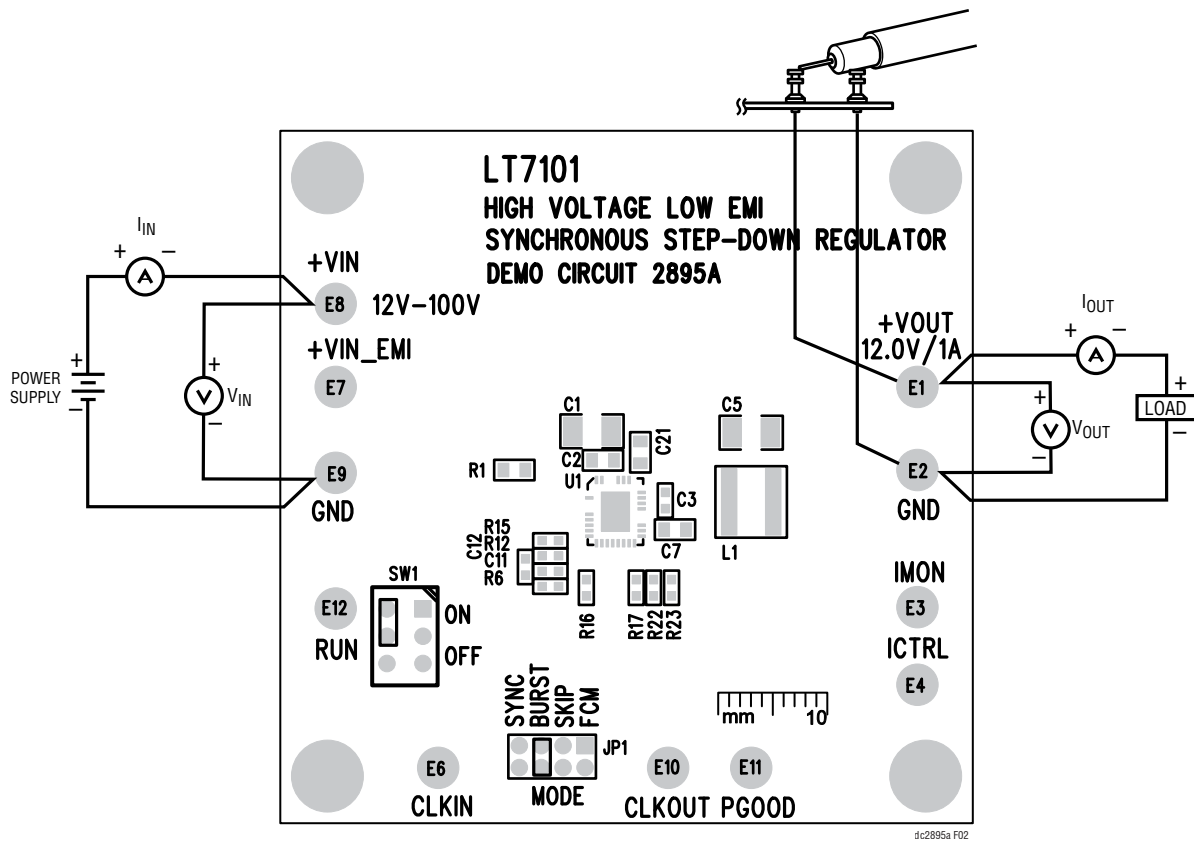 LT7101
HIGH VOLTAGE LOW EMI
SYNCHRONOUS STEP-DOWN REGULATOR
DEMO CIRCUIT 2895A
IIN
+ −
A
+VIN
E8 12V–100V
+VIN_EMI
E7
POWER
SUPPLY
+
−
+
V VIN
−
E9
GND
+VOUT
12.0V/1A
E1
IOUT
+ −
A
+
V VOUT
−
+
LOAD
−
E2
GND
C1
C5
C2
C21
R1
U1
C3
C7
L1
R15
R12
C12
C11
R6
R16
R17
R22
R23
SW1
ON
OFF
E12
RUN
IMON
E3
ICTRL
E4
SYNC
BURST
SKIP
FCM
JP1
MODE
mm 10
E6
CLKIN
E10
CLKOUT
E11
PGOOD
dc2895a F02